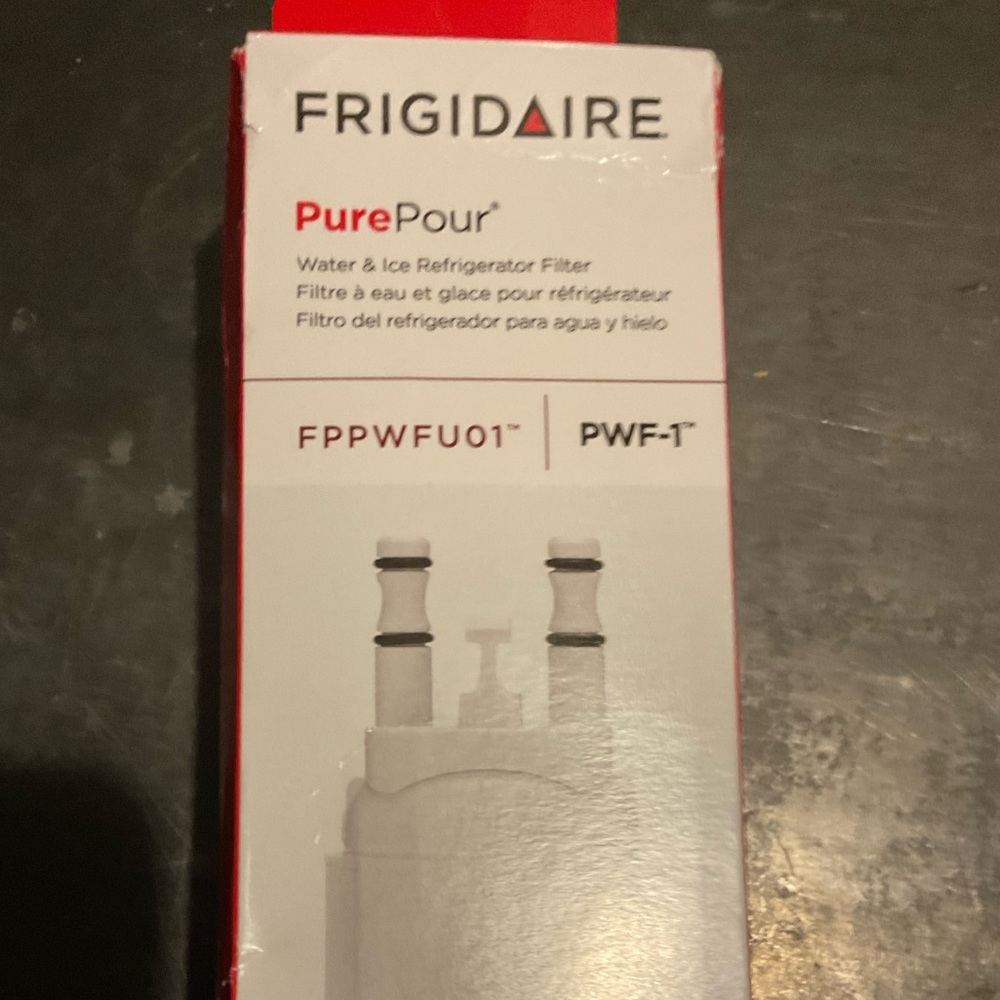 FRIGIDAIRE
PurePour®
Water & Ice Refrigerator Filter
Filtre à eau et glace pour réfrigérateur
Filtro del refrigerador para agua y hielo
FPPWFU01™ PWF-1™